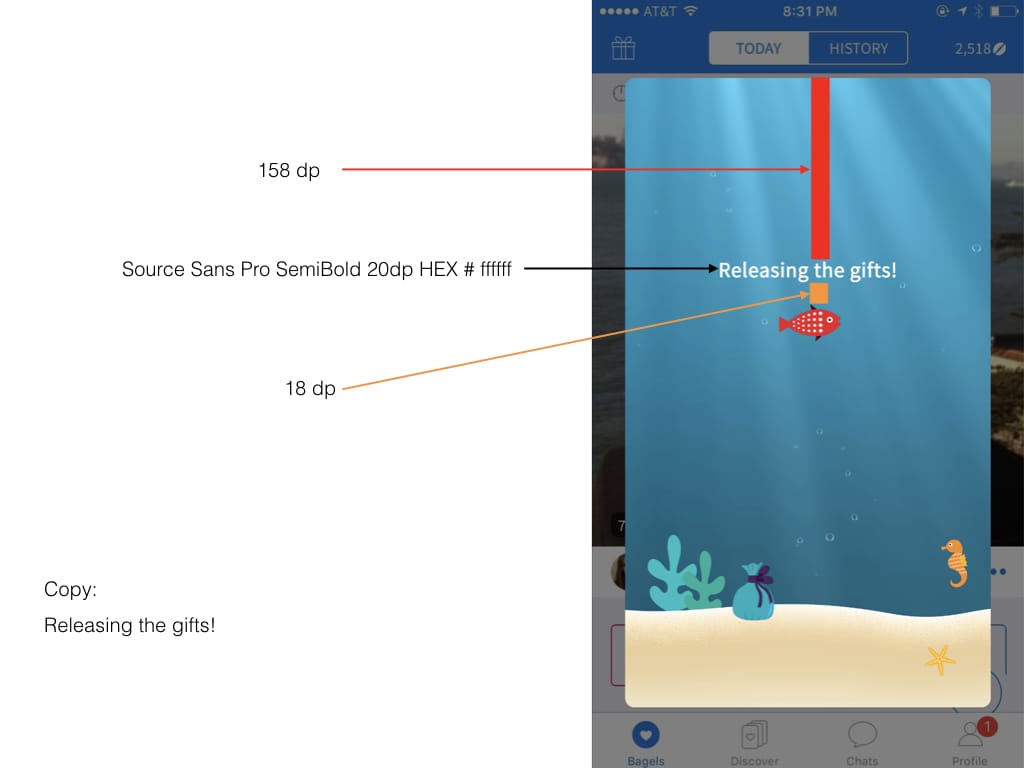 AT&T
8:31 PM
TODAY
HISTORY
2,518
158 dp
Source Sans Pro SemiBold 20dp HEX # ffffff
Releasing the gifts!
18 dp
7
Copy:
Releasing the gifts!
1
Bagels
Discover
Chats
Profile